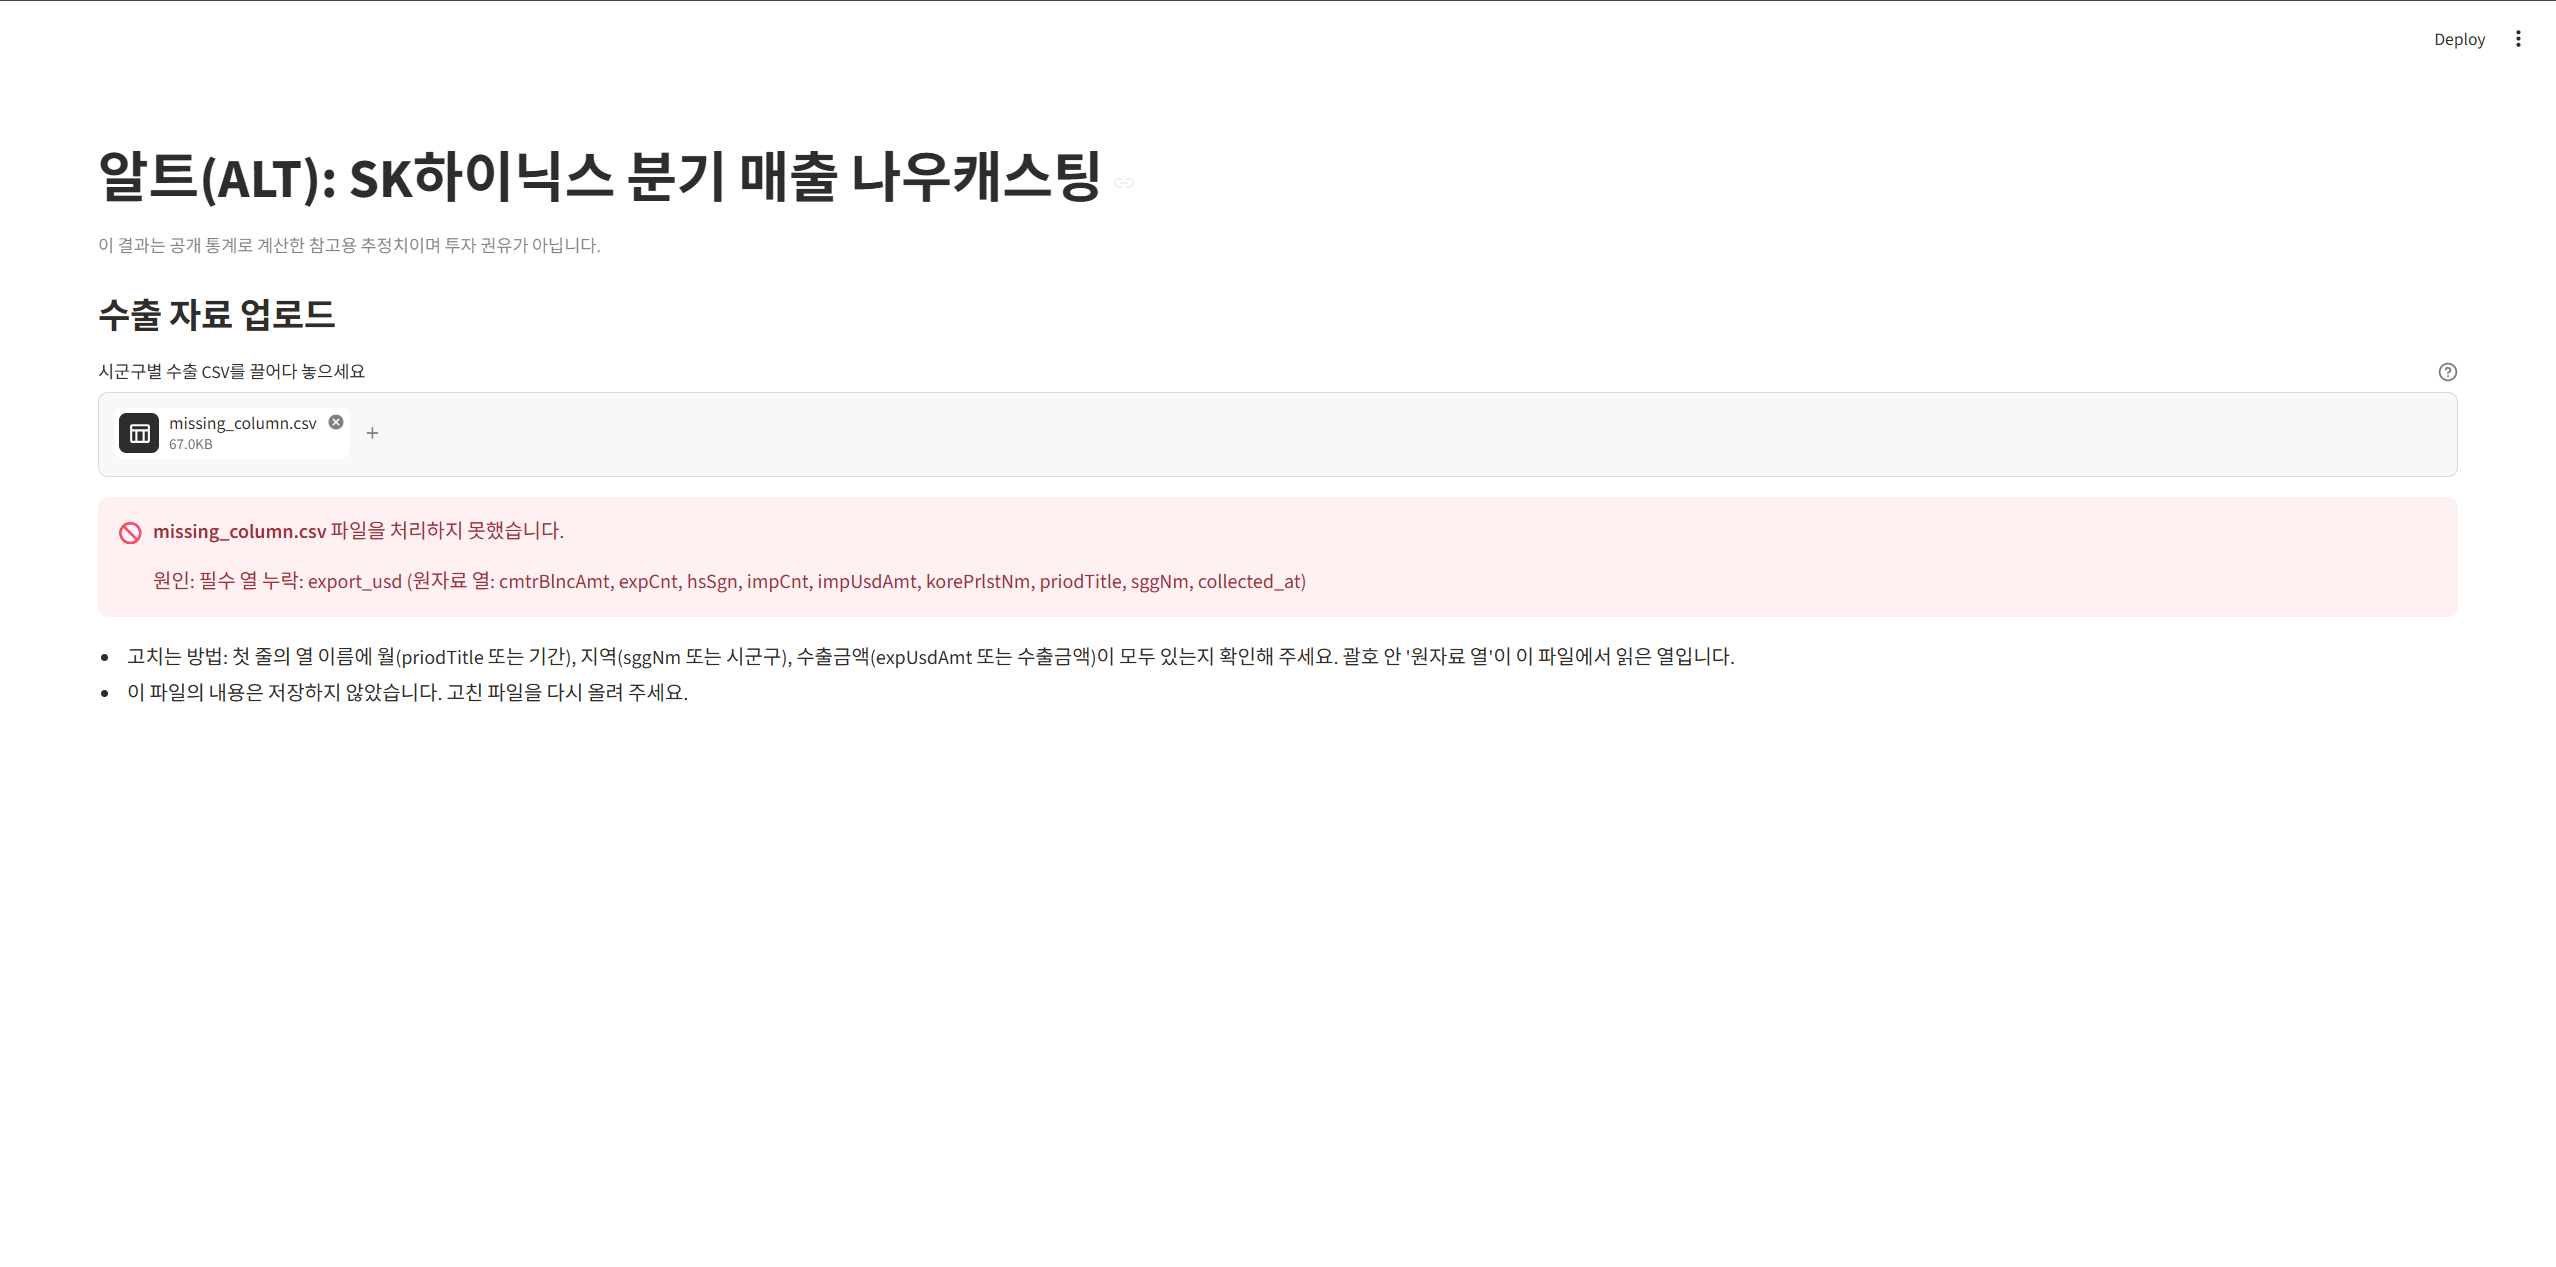 Deploy
알트(ALT): SK하이닉스 분기 매출 나우캐스팅
이 결과는 공개 통계로 계산한 참고용 추정치이며 투자 권유가 아닙니다.
수출 자료 업로드
시군구별 수출 CSV를 끌어다 놓으세요
missing_column.csv
67.0KB
missing_column.csv 파일을 처리하지 못했습니다.
원인: 필수 열 누락: export_usd (원자료 열: cmtrBlncAmt, expCnt, hsSgn, impCnt, impUsdAmt, korePrlstNm, priodTitle, sggNm, collected_at)
• 고치는 방법: 첫 줄의 열 이름에 월(priodTitle 또는 기간), 지역(sggNm 또는 시군구), 수출금액(expUsdAmt 또는 수출금액)이 모두 있는지 확인해 주세요. 괄호 안 '원자료 열'이 이 파일에서 읽은 열입니다.
• 이 파일의 내용은 저장하지 않았습니다. 고친 파일을 다시 올려 주세요.